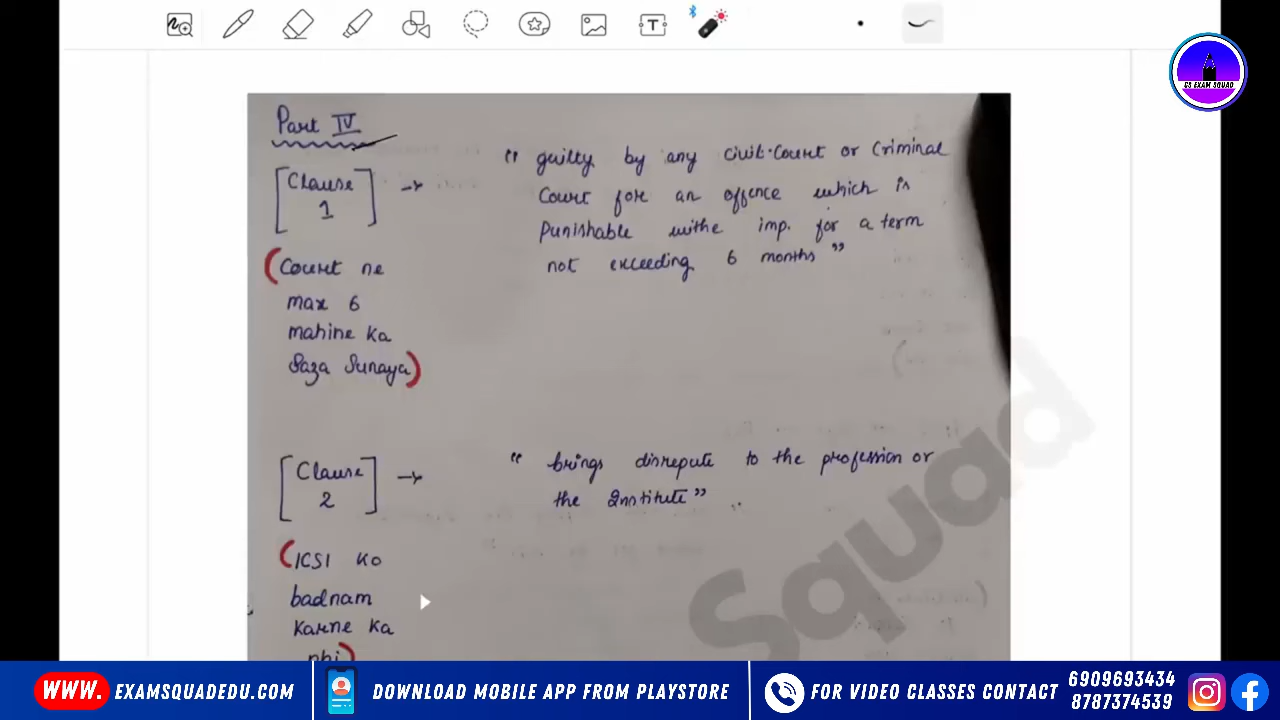 CS EXAM SQUAD
Part IV
[Clause 1] → "guilty by any civil Court or Criminal
Court for an offence which is
Punishable withe imp. for a term
not exceeding 6 months"
(Court ne
max 6
mahine ka
Saza Sunaya)
[Clause 2] → "brings disrepute to the profession or
the Institute"
(ICSI Ko
badnam
Karne ka
nhi)
Squad
WWW. EXAMSQUADEDU.COM
DOWNLOAD MOBILE APP FROM PLAYSTORE
FOR VIDEO CLASSES CONTACT
6909693434
8787374539